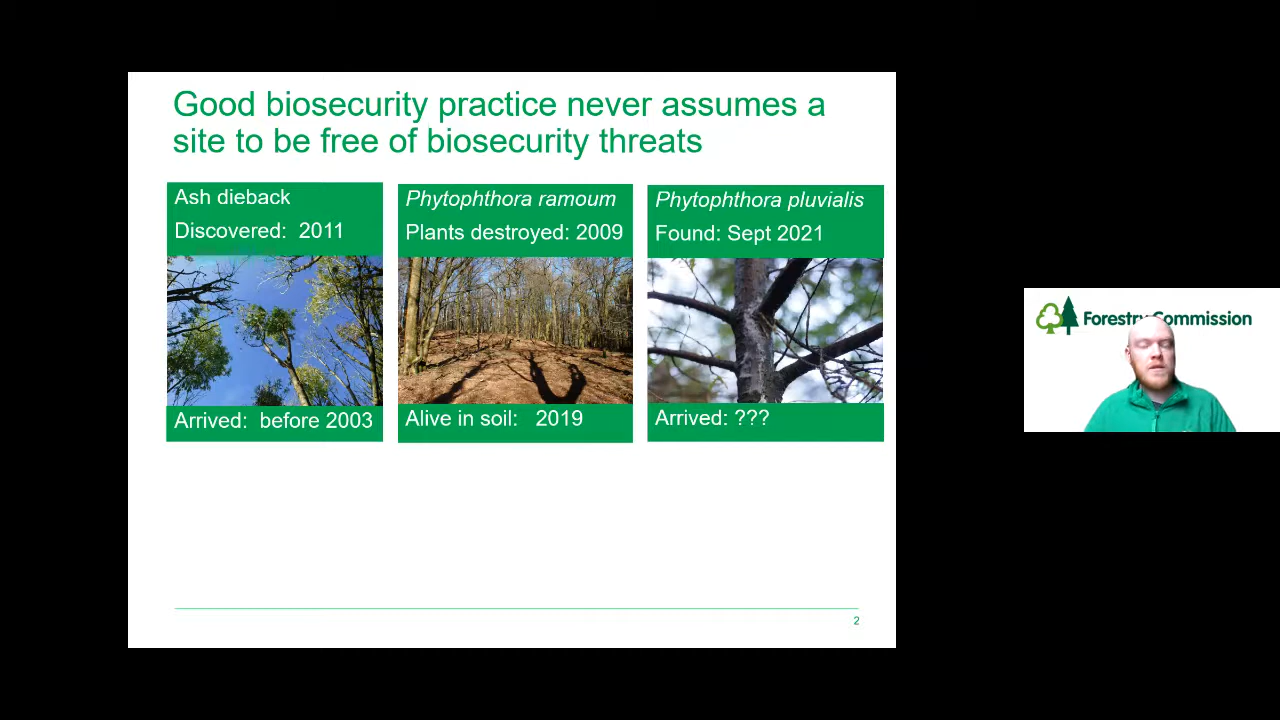 Good biosecurity practice never assumes a
site to be free of biosecurity threats
Ash dieback
Discovered: 2011
Arrived: before 2003
Phytophthora ramoum
Plants destroyed: 2009
Alive in soil: 2019
Phytophthora pluvialis
Found: Sept 2021
Arrived: ???
2
Forestry Commission